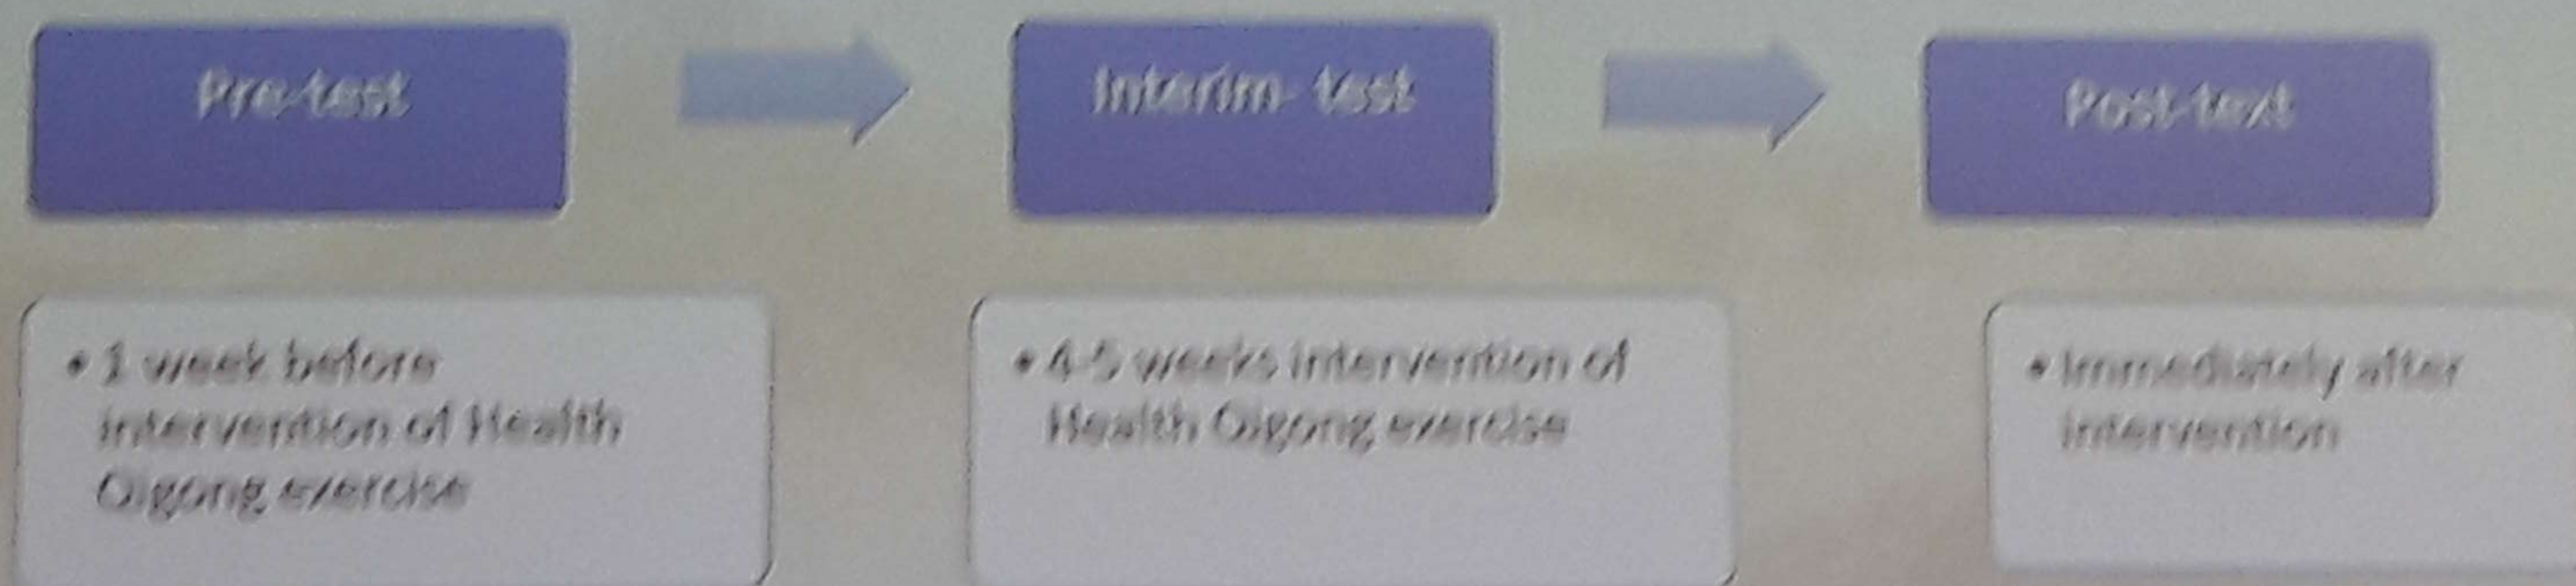 Pre-test
Interim- test
Post-text
• 1 week before
intervention of Health
Qigong exercise
• 4-5 weeks intervention of
Health Qigong exercise
• Immediately after
intervention